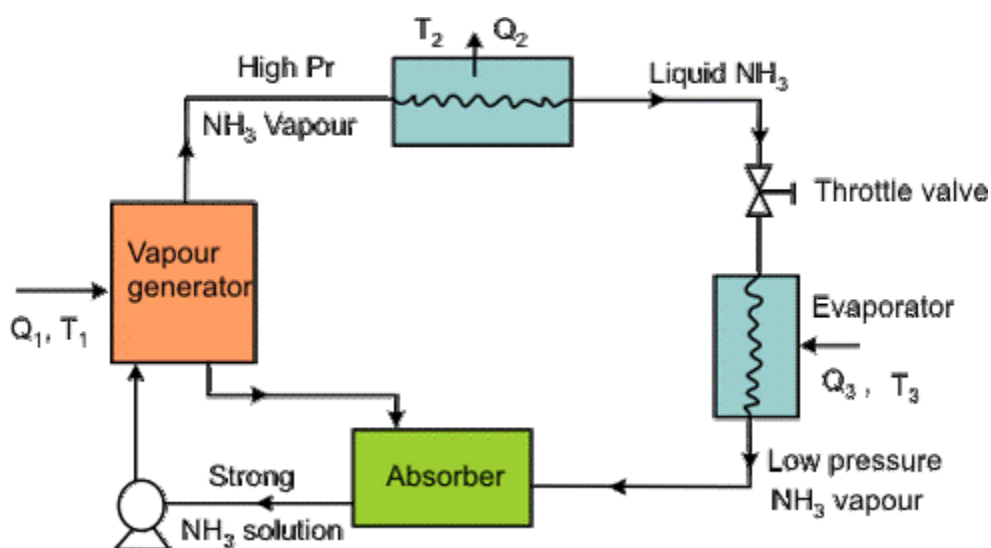 T₂ Q₂
High Pr
NH₃ Vapour
Liquid NH₃
Throttle valve
Vapour
generator
Q₁, T₁
Evaporator
Q₃ , T₃
Absorber
Low pressure
NH₃ vapour
Strong
NH₃ solution